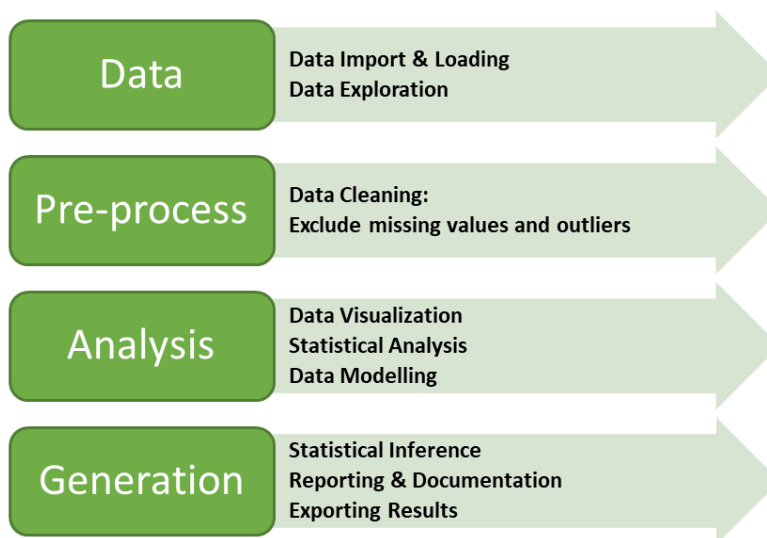 Data
Data Import & Loading
Data Exploration
Pre-process
Data Cleaning:
Exclude missing values and outliers
Analysis
Data Visualization
Statistical Analysis
Data Modelling
Generation
Statistical Inference
Reporting & Documentation
Exporting Results